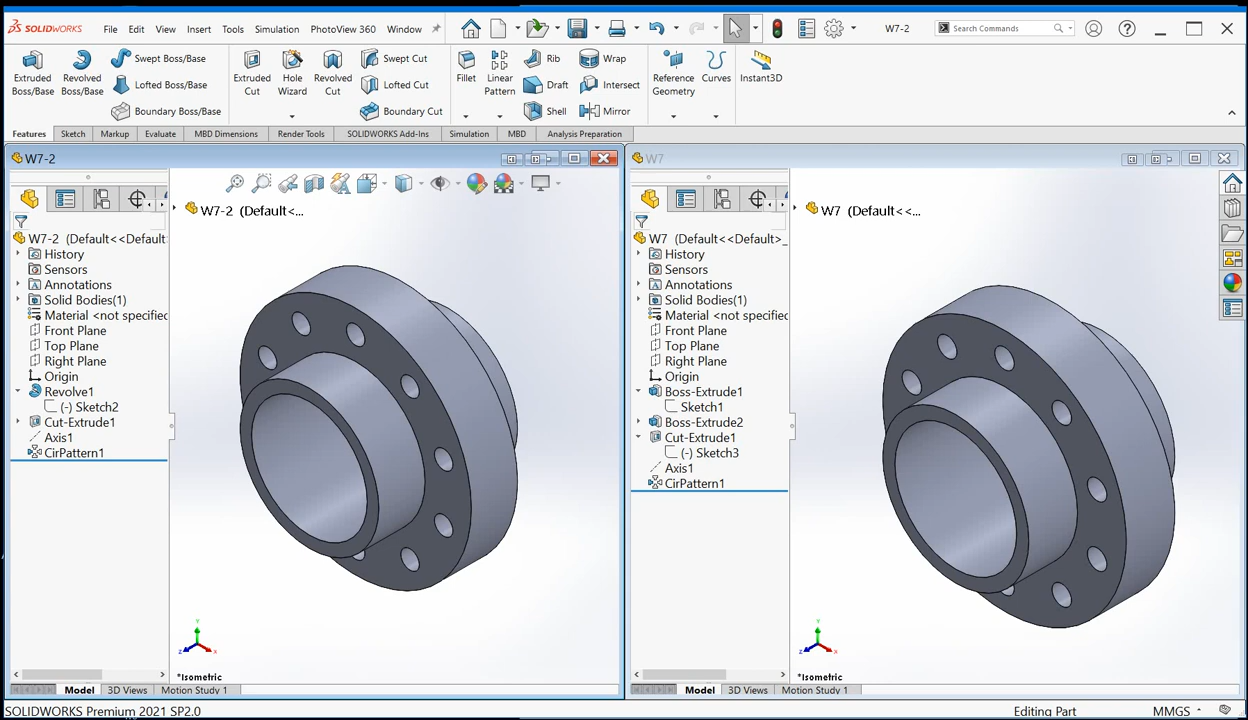 SOLIDWORKS File Edit View Insert Tools Simulation PhotoView 360 Window W7-2 Search Commands
Extruded Boss/Base
Revolved Boss/Base
Swept Boss/Base
Lofted Boss/Base
Boundary Boss/Base
Extruded Cut
Hole Wizard
Revolved Cut
Swept Cut
Lofted Cut
Boundary Cut
Fillet
Linear Pattern
Rib
Draft
Shell
Wrap
Intersect
Mirror
Reference Geometry
Curves
Instant3D
Features Sketch Markup Evaluate MBD Dimensions Render Tools SOLIDWORKS Add-Ins Simulation MBD Analysis Preparation
W7-2
W7-2 (Default<...
W7-2 (Default<<Default
History
Sensors
Annotations
Solid Bodies(1)
Material <not specified
Front Plane
Top Plane
Right Plane
Origin
Revolve1
(-) Sketch2
Cut-Extrude1
Axis1
CirPattern1
*Isometric
Model 3D Views Motion Study 1
W7
W7 (Default<<...
W7 (Default<<Default>_
History
Sensors
Annotations
Solid Bodies(1)
Material <not specified
Front Plane
Top Plane
Right Plane
Origin
Boss-Extrude1
Sketch1
Boss-Extrude2
Cut-Extrude1
(-) Sketch3
Axis1
CirPattern1
*Isometric
Model 3D Views Motion Study 1
SOLIDWORKS Premium 2021 SP2.0 Editing Part MMGS